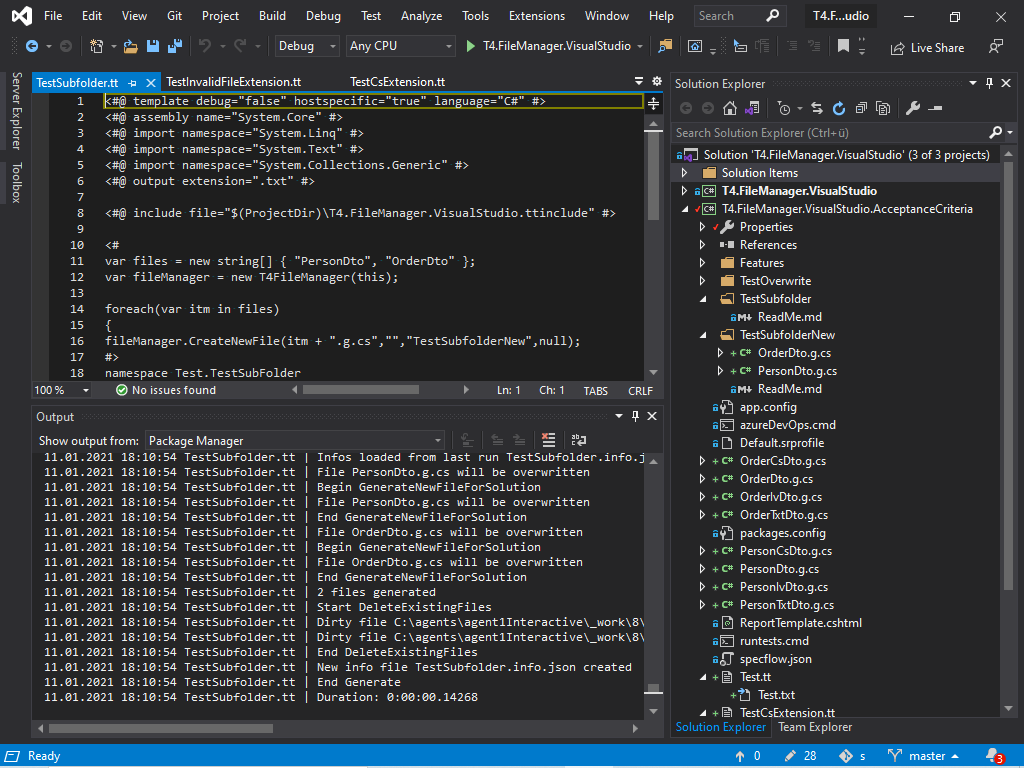 File Edit View Git Project Build Debug Test Analyze Tools Extensions Window Help Search T4.F...udio
Debug Any CPU T4.FileManager.VisualStudio Live Share
Server Explorer
Toolbox
TestSubfolder.tt TestInvalidFileExtension.tt TestCsExtension.tt
1 <#@ template debug="false" hostspecific="true" language="C#" #>
2 <#@ assembly name="System.Core" #>
3 <#@ import namespace="System.Linq" #>
4 <#@ import namespace="System.Text" #>
5 <#@ import namespace="System.Collections.Generic" #>
6 <#@ output extension=".txt" #>
7
8 <#@ include file="$(ProjectDir)\T4.FileManager.VisualStudio.ttinclude" #>
9
10 <#
11 var files = new string[] { "PersonDto", "OrderDto" };
12 var fileManager = new T4FileManager(this);
13
14 foreach(var itm in files)
15 {
16 fileManager.CreateNewFile(itm + ".g.cs","","TestSubfolderNew",null);
17 #>
18 namespace Test.TestSubFolder
100 % No issues found Ln: 1 Ch: 1 TABS CRLF
Output
Show output from: Package Manager
11.01.2021 18:10:54 TestSubfolder.tt | Infos loaded from last run TestSubfolder.info.j
11.01.2021 18:10:54 TestSubfolder.tt | File PersonDto.g.cs will be overwritten
11.01.2021 18:10:54 TestSubfolder.tt | Begin GenerateNewFileForSolution
11.01.2021 18:10:54 TestSubfolder.tt | File PersonDto.g.cs will be overwritten
11.01.2021 18:10:54 TestSubfolder.tt | End GenerateNewFileForSolution
11.01.2021 18:10:54 TestSubfolder.tt | File OrderDto.g.cs will be overwritten
11.01.2021 18:10:54 TestSubfolder.tt | Begin GenerateNewFileForSolution
11.01.2021 18:10:54 TestSubfolder.tt | File OrderDto.g.cs will be overwritten
11.01.2021 18:10:54 TestSubfolder.tt | End GenerateNewFileForSolution
11.01.2021 18:10:54 TestSubfolder.tt | 2 files generated
11.01.2021 18:10:54 TestSubfolder.tt | Start DeleteExistingFiles
11.01.2021 18:10:54 TestSubfolder.tt | Dirty file C:\agents\agent1Interactive\_work\8\
11.01.2021 18:10:54 TestSubfolder.tt | Dirty file C:\agents\agent1Interactive\_work\8\
11.01.2021 18:10:54 TestSubfolder.tt | End DeleteExistingFiles
11.01.2021 18:10:54 TestSubfolder.tt | New info file TestSubfolder.info.json created
11.01.2021 18:10:54 TestSubfolder.tt | End Generate
11.01.2021 18:10:54 TestSubfolder.tt | Duration: 0:00:00.14268
Solution Explorer
Search Solution Explorer (Ctrl+ü)
Solution 'T4.FileManager.VisualStudio' (3 of 3 projects)
Solution Items
C# T4.FileManager.VisualStudio
C# T4.FileManager.VisualStudio.AcceptanceCriteria
Properties
References
Features
TestOverwrite
TestSubfolder
M+ ReadMe.md
TestSubfolderNew
+ C# OrderDto.g.cs
+ C# PersonDto.g.cs
M+ ReadMe.md
app.config
azureDevOps.cmd
Default.srprofile
+ C# OrderCsDto.g.cs
+ C# OrderDto.g.cs
+ C# OrderIvDto.g.cs
+ C# OrderTxtDto.g.cs
packages.config
+ C# PersonCsDto.g.cs
+ C# PersonDto.g.cs
+ C# PersonIvDto.g.cs
+ C# PersonTxtDto.g.cs
ReportTemplate.cshtml
runtests.cmd
specflow.json
+ Test.tt
+ Test.txt
+ TestCsExtension.tt
Solution Explorer Team Explorer
Ready 0 28 s master 3